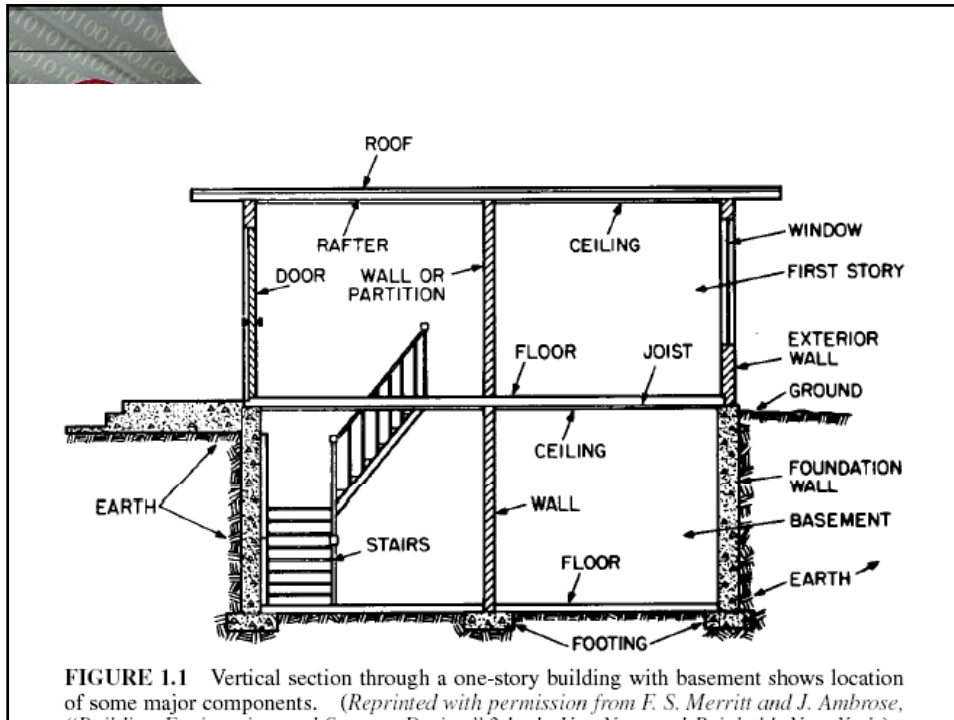 ROOF
RAFTER
CEILING
WINDOW
DOOR
WALL OR
PARTITION
FIRST STORY
FLOOR
JOIST
EXTERIOR
WALL
GROUND
CEILING
FOUNDATION
WALL
EARTH
WALL
BASEMENT
STAIRS
FLOOR
EARTH
FOOTING
FIGURE 1.1 Vertical section through a one-story building with basement shows location
of some major components. (Reprinted with permission from F. S. Merritt and J. Ambrose,